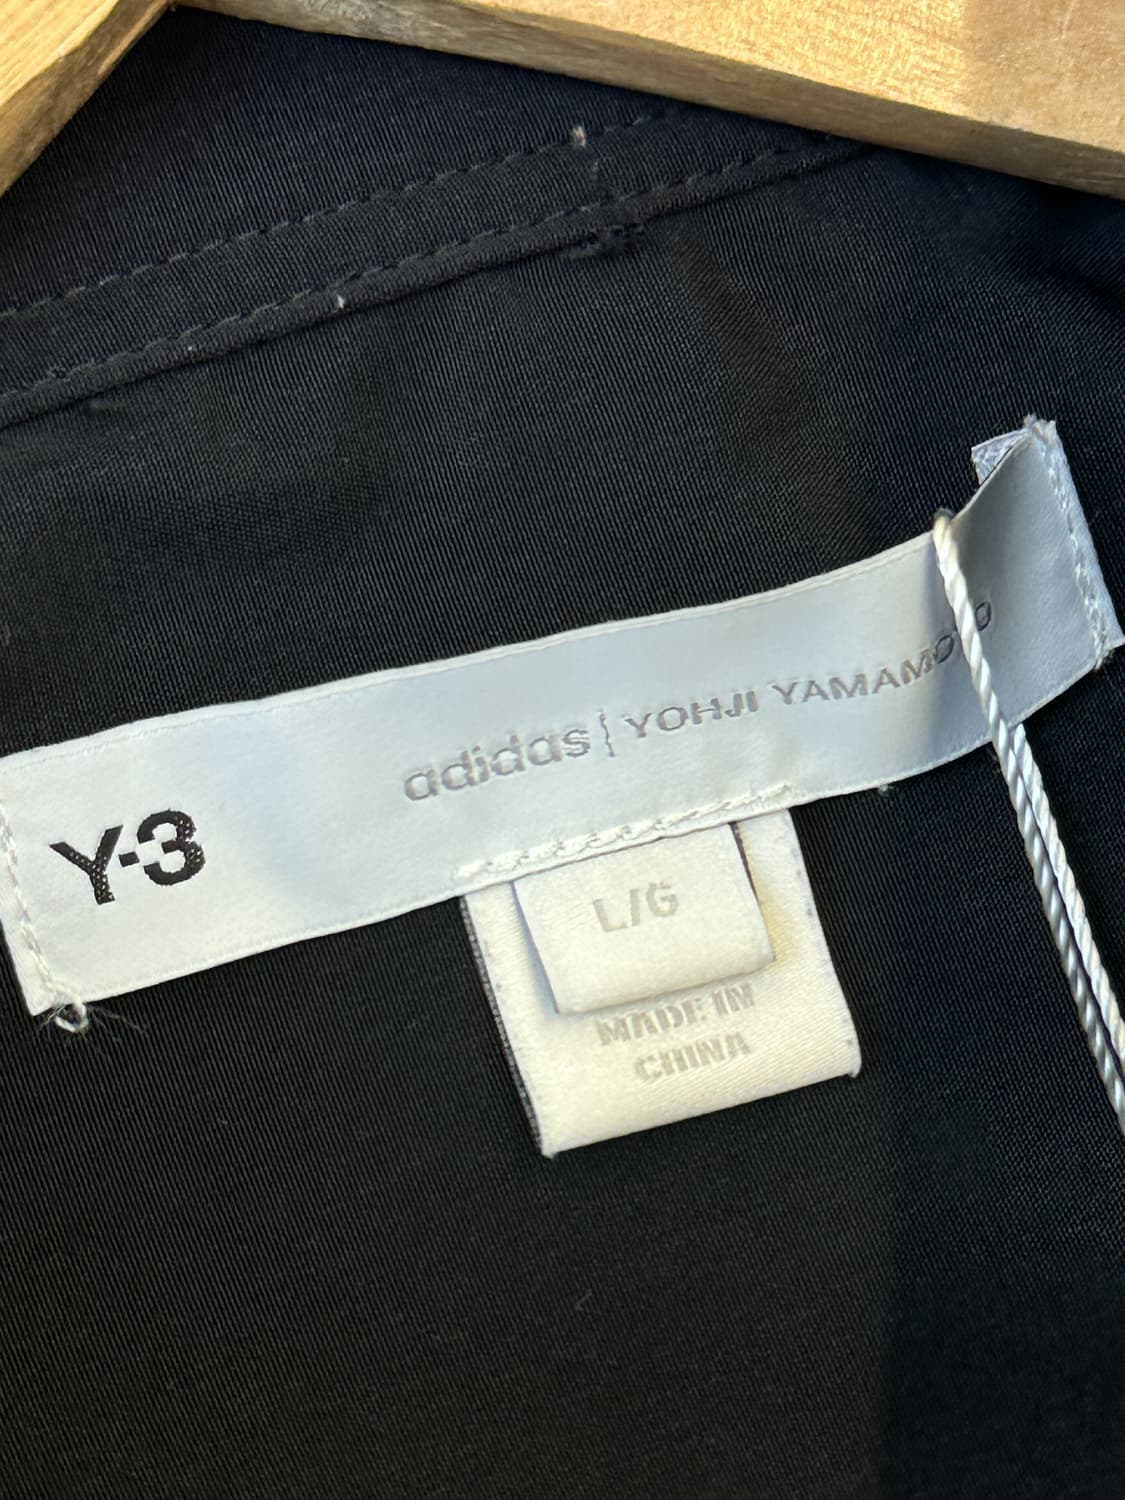 Y-3
adidas | YOHJI YAMAMOTO
L/G
MADE IN
CHINA